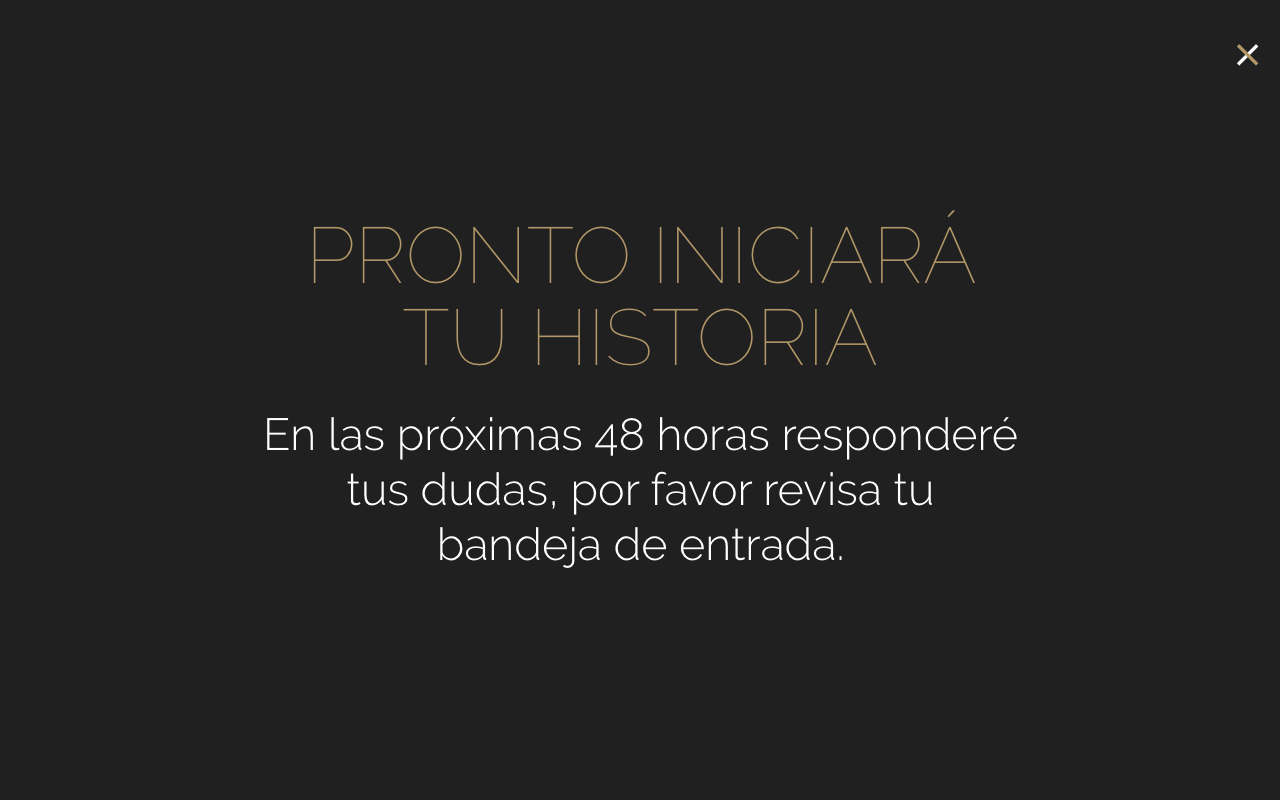 PRONTO INICIARÁ
TU HISTORIA
En las próximas 48 horas responderé
tus dudas, por favor revisa tu
bandeja de entrada.